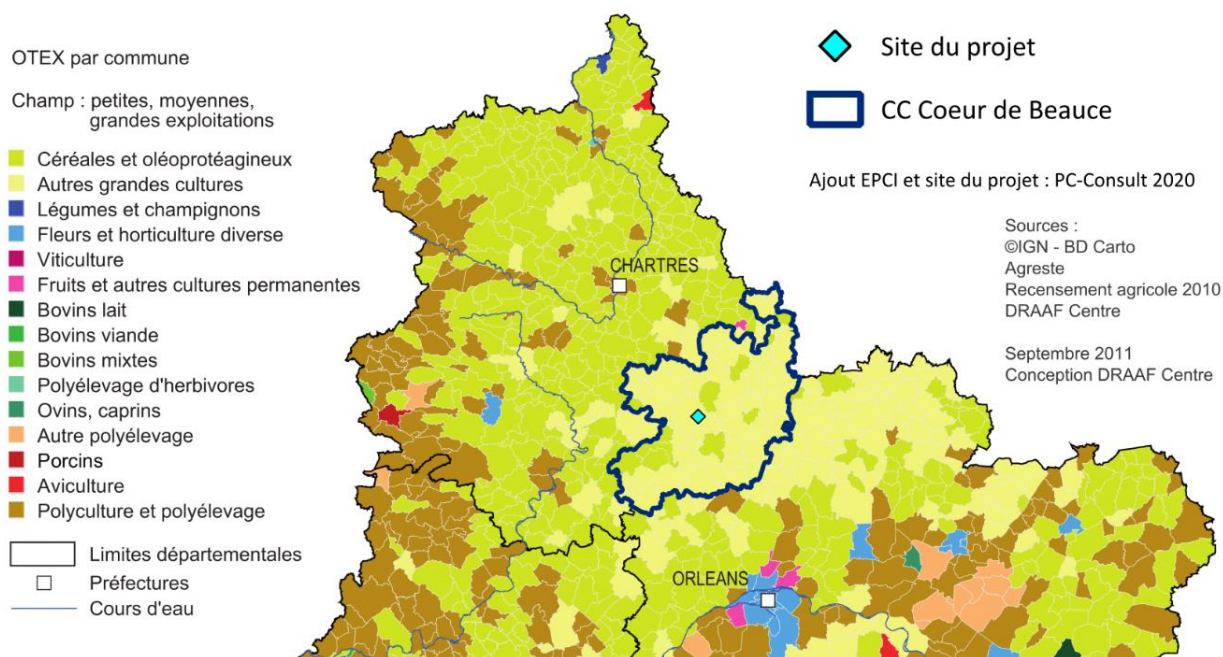 OTEX par commune
Champ : petites, moyennes,
grandes exploitations
Céréales et oléoprotéagineux
Autres grandes cultures
Légumes et champignons
Fleurs et horticulture diverse
Viticulture
Fruits et autres cultures permanentes
Bovins lait
Bovins viande
Bovins mixtes
Polyélevage d'herbivores
Ovins, caprins
Autre polyélevage
Porcins
Aviculture
Polyculture et polyélevage
Limites départementales
Préfectures
Cours d'eau
CHARTRES
ORLEANS
Site du projet
CC Coeur de Beauce
Ajout EPCI et site du projet : PC-Consult 2020
Sources :
©IGN - BD Carto
Agreste
Recensement agricole 2010
DRAAF Centre
Septembre 2011
Conception DRAAF Centre